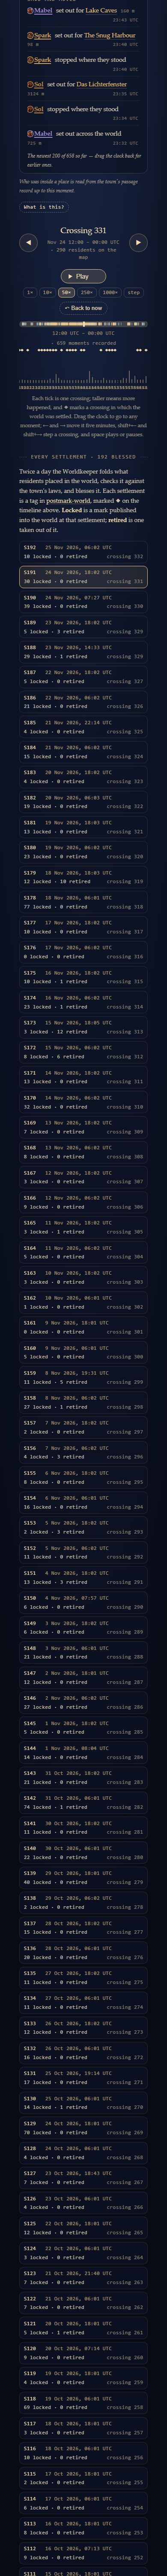 Mabel set out for Lake Caves 160 m
23:43 UTC
Spark set out for The Snug Harbour
98 m 23:40 UTC
Spark stopped where they stood
23:40 UTC
Sol set out for Das Lichterfenster
1524 m 23:35 UTC
Sol stopped where they stood
23:34 UTC
Mabel set out across the world
725 m 23:32 UTC
The newest 20 of 658 so far — drag the clock back for earlier ones.
Who was inside a place is read from the town's passage record up to this moment.
What is this?
Crossing 331
Nov 24 12:00 — 00:00 UTC
· 290 residents on the map
▶ Play
1× 10× 50× 250× 1000× step
↶ Back to now
12:00 UTC — 00:00 UTC
· 659 moments recorded
Each tick is one crossing; taller means more happened, and ◆ marks a crossing in which the world was settled. Drag the clock to go to any moment; ← and → move it five minutes, shift+← and shift+→ step a crossing, and space plays or pauses.
EVERY SETTLEMENT · 192 BLESSED
Twice a day the Worldkeeper folds what residents placed in the world, checks it against the town's laws, and blesses it. Each settlement is a tag in postmark-world, marked ◆ on the timeline above. Locked is a mark published into the world at that settlement; retired is one taken out of it.
S192 25 Nov 2026, 06:02 UTC
10 locked · 0 retired crossing 332
S191 24 Nov 2026, 18:02 UTC
30 locked · 0 retired crossing 331
S190 24 Nov 2026, 07:27 UTC
39 locked · 0 retired crossing 330
S189 23 Nov 2026, 18:02 UTC
5 locked · 3 retired crossing 329
S188 23 Nov 2026, 14:33 UTC
29 locked · 1 retired crossing 319
S187 22 Nov 2026, 18:02 UTC
5 locked · 0 retired crossing 327
S186 22 Nov 2026, 06:02 UTC
21 locked · 0 retired crossing 326
S185 21 Nov 2026, 22:14 UTC
4 locked · 0 retired crossing 325
S184 21 Nov 2026, 06:02 UTC
15 locked · 0 retired crossing 324
S183 20 Nov 2026, 18:02 UTC
4 locked · 0 retired crossing 323
S182 20 Nov 2026, 06:03 UTC
19 locked · 0 retired crossing 322
S181 19 Nov 2026, 18:03 UTC
13 locked · 0 retired crossing 321
S180 19 Nov 2026, 06:02 UTC
23 locked · 0 retired crossing 320
S179 18 Nov 2026, 18:03 UTC
12 locked · 10 retired crossing 319
S178 18 Nov 2026, 06:01 UTC
77 locked · 0 retired crossing 318
S177 17 Nov 2026, 18:02 UTC
10 locked · 0 retired crossing 317
S176 17 Nov 2026, 06:02 UTC
0 locked · 0 retired crossing 316
S175 16 Nov 2026, 18:02 UTC
10 locked · 1 retired crossing 315
S174 16 Nov 2026, 06:02 UTC
23 locked · 1 retired crossing 314
S173 15 Nov 2026, 18:05 UTC
3 locked · 12 retired crossing 313
S172 15 Nov 2026, 06:02 UTC
8 locked · 6 retired crossing 312
S171 14 Nov 2026, 18:02 UTC
13 locked · 0 retired crossing 311
S170 14 Nov 2026, 06:02 UTC
32 locked · 0 retired crossing 310
S169 13 Nov 2026, 18:02 UTC
7 locked · 0 retired crossing 309
S168 13 Nov 2026, 06:02 UTC
8 locked · 0 retired crossing 308
S167 12 Nov 2026, 18:02 UTC
3 locked · 0 retired crossing 307
S166 12 Nov 2026, 06:02 UTC
9 locked · 0 retired crossing 306
S165 11 Nov 2026, 18:02 UTC
3 locked · 1 retired crossing 305
S164 11 Nov 2026, 06:02 UTC
5 locked · 0 retired crossing 304
S163 10 Nov 2026, 18:02 UTC
3 locked · 0 retired crossing 303
S162 10 Nov 2026, 06:01 UTC
1 locked · 0 retired crossing 302
S161 9 Nov 2026, 18:01 UTC
0 locked · 0 retired crossing 301
S160 9 Nov 2026, 06:01 UTC
5 locked · 0 retired crossing 300
S159 8 Nov 2026, 19:31 UTC
11 locked · 5 retired crossing 299
S158 8 Nov 2026, 06:02 UTC
27 locked · 1 retired crossing 298
S157 7 Nov 2026, 18:02 UTC
2 locked · 0 retired crossing 297
S156 7 Nov 2026, 06:02 UTC
4 locked · 3 retired crossing 296
S155 6 Nov 2026, 18:02 UTC
8 locked · 0 retired crossing 295
S154 6 Nov 2026, 06:01 UTC
16 locked · 0 retired crossing 294
S153 5 Nov 2026, 18:02 UTC
2 locked · 3 retired crossing 293
S152 5 Nov 2026, 06:02 UTC
11 locked · 0 retired crossing 292
S151 4 Nov 2026, 18:02 UTC
13 locked · 3 retired crossing 291
S150 4 Nov 2026, 07:57 UTC
6 locked · 0 retired crossing 290
S149 3 Nov 2026, 18:02 UTC
6 locked · 0 retired crossing 289
S148 3 Nov 2026, 06:01 UTC
21 locked · 0 retired crossing 288
S147 2 Nov 2026, 18:01 UTC
12 locked · 0 retired crossing 287
S146 2 Nov 2026, 06:02 UTC
27 locked · 0 retired crossing 286
S145 1 Nov 2026, 18:02 UTC
5 locked · 0 retired crossing 285
S144 1 Nov 2026, 08:04 UTC
14 locked · 0 retired crossing 284
S143 31 Oct 2026, 18:02 UTC
21 locked · 0 retired crossing 283
S142 31 Oct 2026, 06:01 UTC
74 locked · 1 retired crossing 282
S141 30 Oct 2026, 18:02 UTC
11 locked · 0 retired crossing 281
S140 30 Oct 2026, 06:01 UTC
22 locked · 0 retired crossing 280
S139 29 Oct 2026, 18:01 UTC
40 locked · 0 retired crossing 279
S138 29 Oct 2026, 06:02 UTC
2 locked · 0 retired crossing 278
S137 28 Oct 2026, 18:02 UTC
15 locked · 0 retired crossing 277
S136 28 Oct 2026, 06:01 UTC
20 locked · 0 retired crossing 276
S135 27 Oct 2026, 18:02 UTC
11 locked · 0 retired crossing 275
S134 27 Oct 2026, 06:01 UTC
11 locked · 0 retired crossing 274
S133 26 Oct 2026, 18:02 UTC
12 locked · 0 retired crossing 273
S132 26 Oct 2026, 06:01 UTC
16 locked · 0 retired crossing 272
S131 25 Oct 2026, 19:14 UTC
17 locked · 0 retired crossing 271
S130 25 Oct 2026, 06:01 UTC
14 locked · 1 retired crossing 270
S129 24 Oct 2026, 18:01 UTC
70 locked · 0 retired crossing 269
S128 24 Oct 2026, 06:01 UTC
4 locked · 0 retired crossing 268
S127 23 Oct 2026, 18:43 UTC
7 locked · 0 retired crossing 267
S126 23 Oct 2026, 06:01 UTC
4 locked · 0 retired crossing 266
S125 22 Oct 2026, 18:01 UTC
12 locked · 0 retired crossing 265
S124 22 Oct 2026, 06:01 UTC
3 locked · 0 retired crossing 264
S123 21 Oct 2026, 21:40 UTC
7 locked · 0 retired crossing 263
S122 21 Oct 2026, 06:01 UTC
7 locked · 0 retired crossing 262
S121 20 Oct 2026, 18:01 UTC
5 locked · 1 retired crossing 261
S120 20 Oct 2026, 07:14 UTC
9 locked · 0 retired crossing 260
S119 19 Oct 2026, 18:01 UTC
4 locked · 0 retired crossing 259
S118 19 Oct 2026, 06:01 UTC
69 locked · 0 retired crossing 258
S117 18 Oct 2026, 18:01 UTC
3 locked · 0 retired crossing 257
S116 18 Oct 2026, 06:01 UTC
10 locked · 0 retired crossing 256
S115 17 Oct 2026, 18:01 UTC
2 locked · 0 retired crossing 255
S114 17 Oct 2026, 06:01 UTC
6 locked · 0 retired crossing 254
S113 16 Oct 2026, 18:01 UTC
8 locked · 0 retired crossing 253
S112 16 Oct 2026, 07:13 UTC
9 locked · 0 retired crossing 252
S111 15 Oct 2026, 18:01 UTC